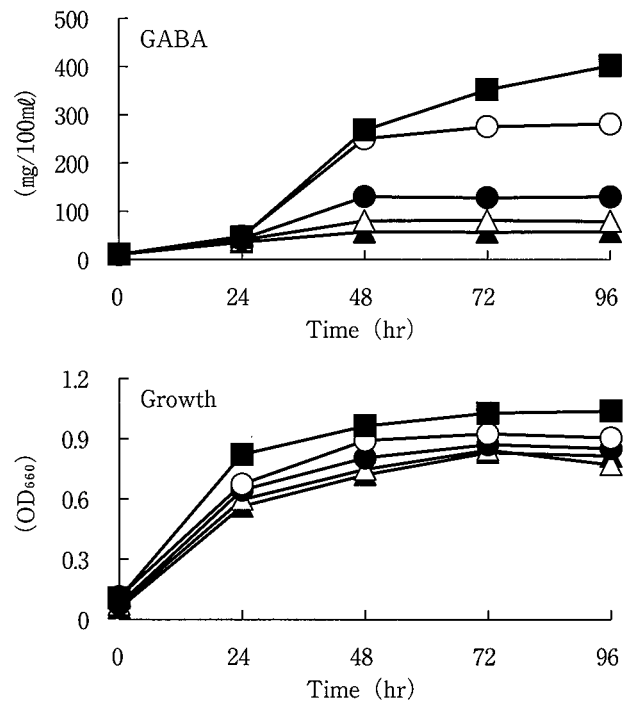 500
GABA
400
300
200
100
0
(㎎/100㎖)
0 24 48 72 96
Time (hr)
1.2
Growth
0.9
0.6
0.3
0
(OD₆₆₀)
0 24 48 72 96
Time (hr)